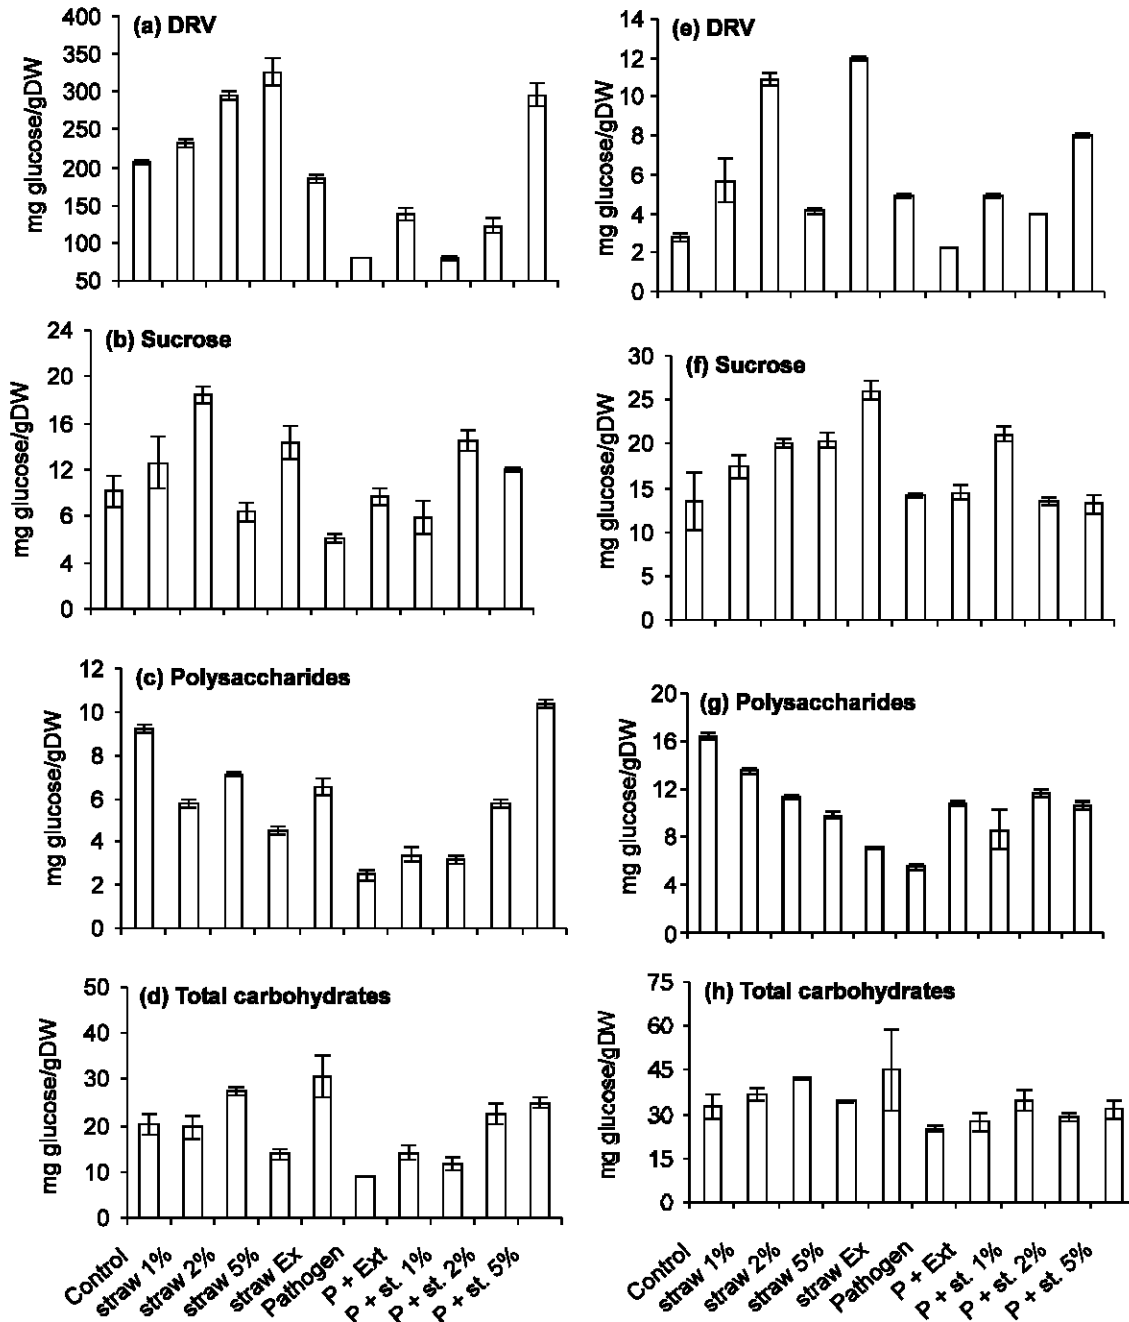 (a) DRV
mg glucose/gDW
400
350
300
250
200
150
100
50
(b) Sucrose
mg glucose/gDW
24
20
16
12
6
4
0
(c) Polysaccharides
mg glucose/gDW
12
10
8
6
4
2
0
(d) Total carbohydrates
mg glucose/gDW
50
40
30
20
10
0
Control
straw 1%
straw 2%
straw 5%
straw Ex
Pathogen
P + Ext
P + st. 1%
P + st. 2%
P + st. 5%
(e) DRV
mg glucose/gDW
14
12
10
8
6
4
2
0
(f) Sucrose
mg glucose/gDW
30
25
20
15
10
5
0
(g) Polysaccharides
mg glucose/gDW
20
16
12
8
4
0
(h) Total carbohydrates
mg glucose/gDW
75
60
45
30
15
0
Control
straw 1%
straw 2%
straw 5%
straw Ex
Pathogen
P + Ext
P + st. 1%
P + st. 2%
P + st. 5%